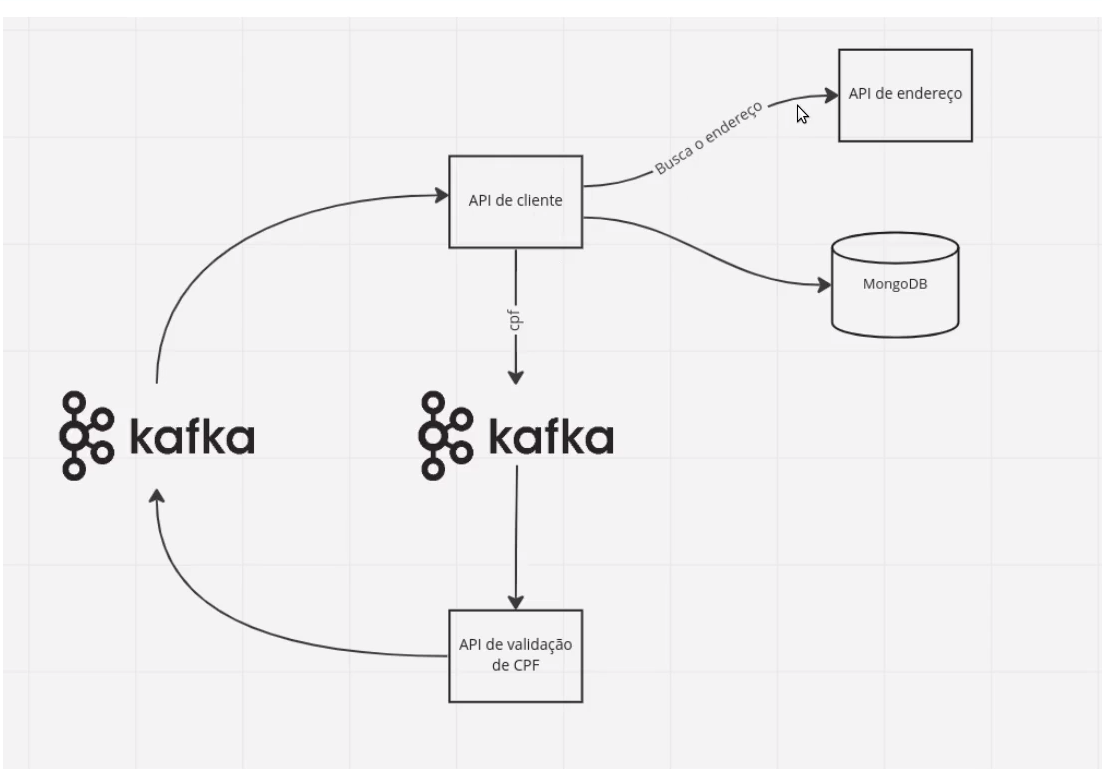 API de endereço
Busca o endereço
API de cliente
MongoDB
cpf
kafka
kafka
API de validação
de CPF